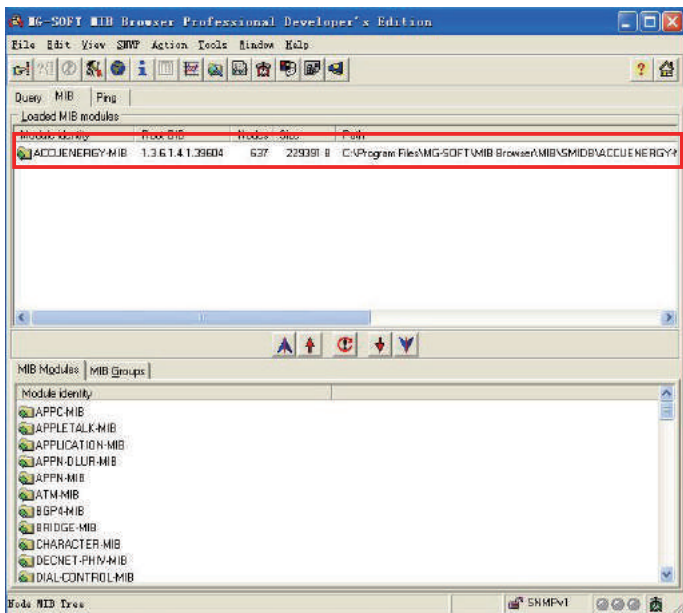 MG-SOFT MIB Browser Professional Developer's Edition
File Edit View SNMP Action Tools Window Help
Query MIB Ping
Loaded MIB modules
Module identity Root OID Nodes Size Path
ACCUENERGY-MIB 1.3.6.1.4.1.39604 637 229391 B C:\Program Files\MG-SOFT\MIB Browser\MIB\SMIDB\ACCUENERGY-
MIB Modules MIB Groups
Module identity
APPC-MIB
APPLETALK-MIB
APPLICATION-MIB
APPN-DLUR-MIB
APPN-MIB
ATM-MIB
BGP4-MIB
BRIDGE-MIB
CHARACTER-MIB
DECNET-PHIV-MIB
DIAL-CONTROL-MIB
Node MIB Tree SNMPv1